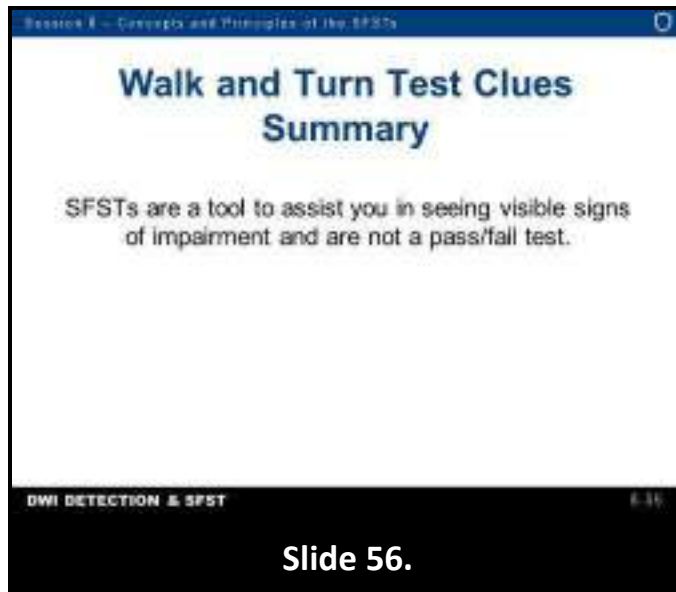 Session 8 – Concepts and Principles of the SFSTs
Walk and Turn Test Clues
Summary
SFSTs are a tool to assist you in seeing visible signs
of impairment and are not a pass/fail test.
DWI DETECTION & SFST
Slide 56.